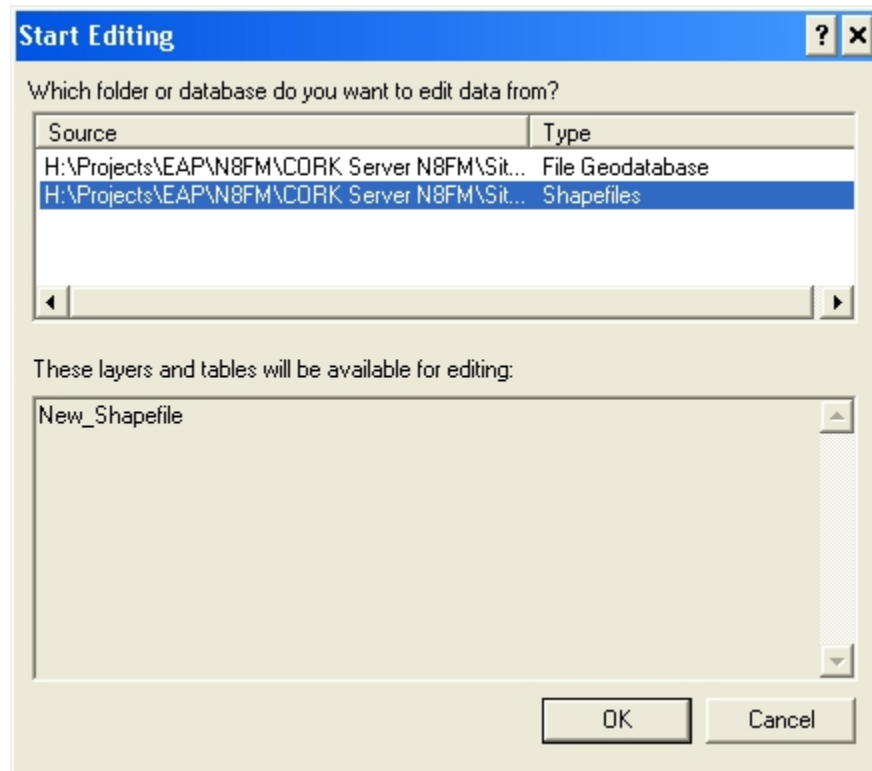 Start Editing
Which folder or database do you want to edit data from?
Source Type
H:\Projects\EAP\N8FM\CORK Server N8FM\Sit... File Geodatabase
H:\Projects\EAP\N8FM\CORK Server N8FM\Sit... Shapefiles
These layers and tables will be available for editing:
New_Shapefile
OK Cancel